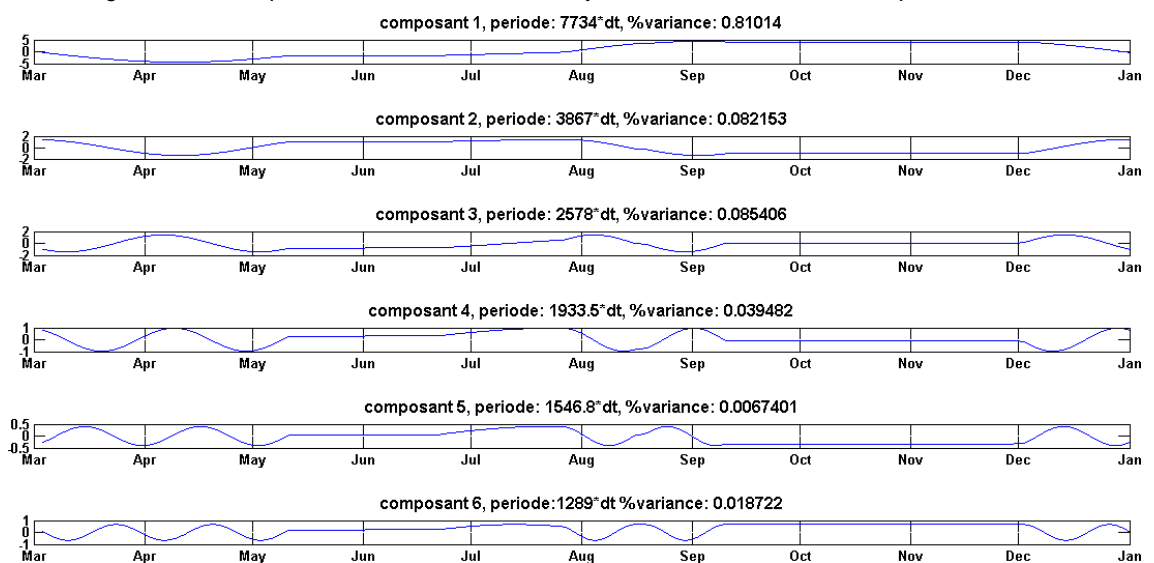 composant 1, periode: 7734*dt, %variance: 0.81014
5
0
-5
Mar Apr May Jun Jul Aug Sep Oct Nov Dec Jan
composant 2, periode: 3867*dt, %variance: 0.082153
2
0
-2
Mar Apr May Jun Jul Aug Sep Oct Nov Dec Jan
composant 3, periode: 2578*dt, %variance: 0.085406
2
0
-2
Mar Apr May Jun Jul Aug Sep Oct Nov Dec Jan
composant 4, periode: 1933.5*dt, %variance: 0.039482
1
0
-1
Mar Apr May Jun Jul Aug Sep Oct Nov Dec Jan
composant 5, periode: 1546.8*dt, %variance: 0.0067401
0.5
0
-0.5
Mar Apr May Jun Jul Aug Sep Oct Nov Dec Jan
composant 6, periode:1289*dt %variance: 0.018722
1
0
-1
Mar Apr May Jun Jul Aug Sep Oct Nov Dec Jan